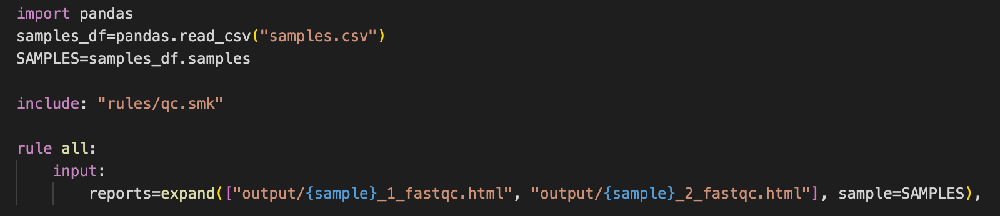 import pandas
samples_df=pandas.read_csv("samples.csv")
SAMPLES=samples_df.samples
include: "rules/qc.smk"
rule all:
    input:
        reports=expand(["output/{sample}_1_fastqc.html", "output/{sample}_2_fastqc.html"], sample=SAMPLES),